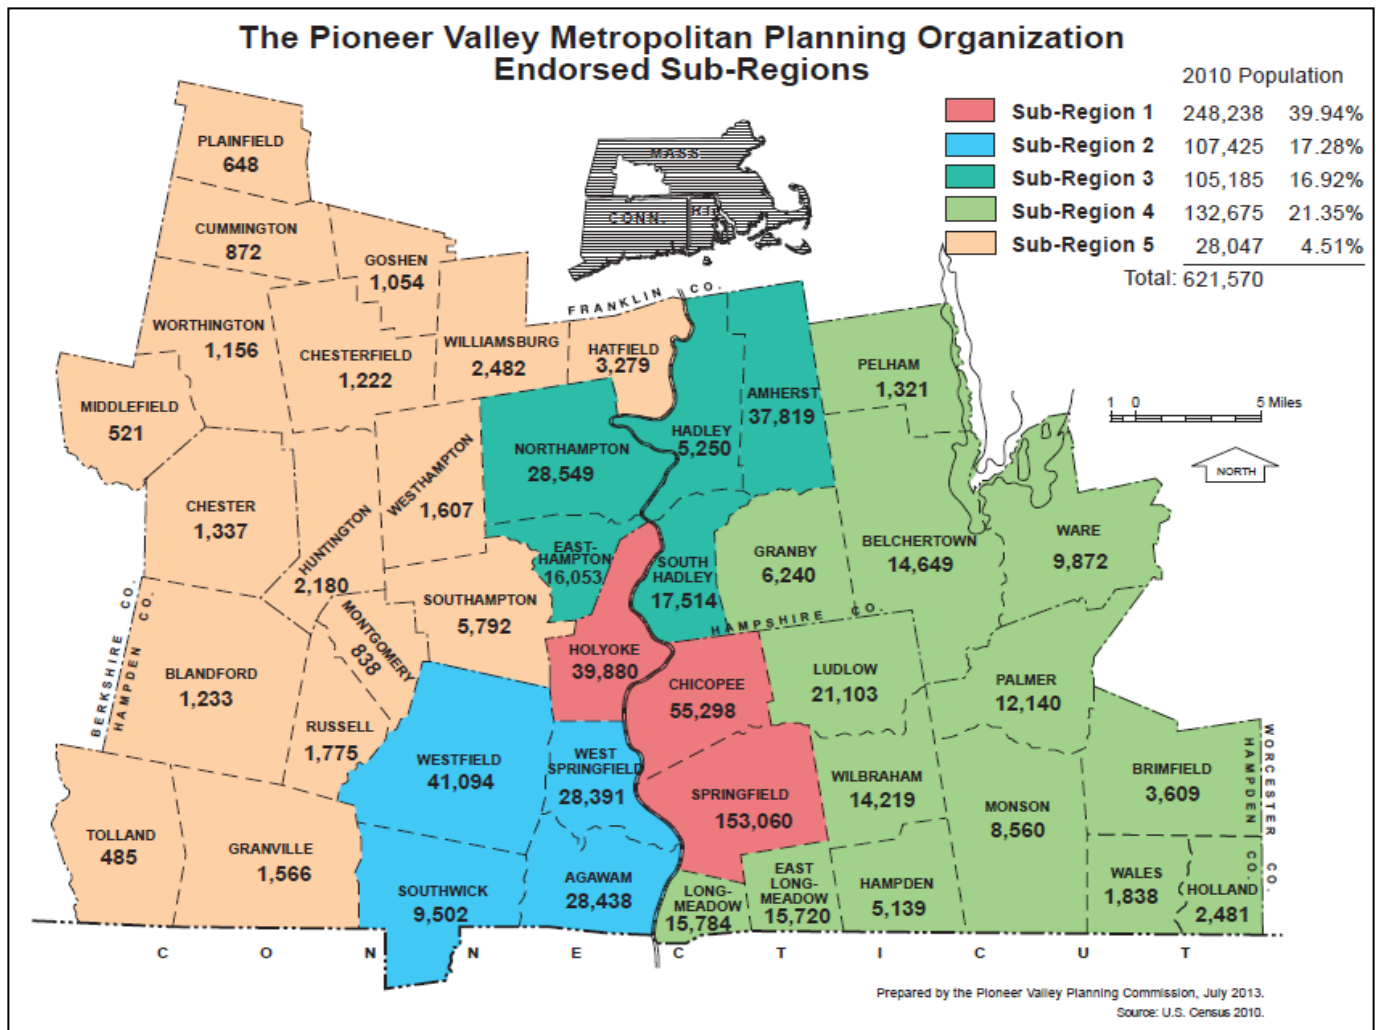 The Pioneer Valley Metropolitan Planning Organization
Endorsed Sub-Regions
2010 Population
Sub-Region 1 248,238 39.94%
Sub-Region 2 107,425 17.28%
Sub-Region 3 105,185 16.92%
Sub-Region 4 132,675 21.35%
Sub-Region 5 28,047 4.51%
Total: 621,570
MASS
CONN.
R.I.
FRANKLIN CO.
1 0 5 Miles
NORTH
PLAINFIELD
648
CUMMINGTON
872
GOSHEN
1,054
WORTHINGTON
1,156
CHESTERFIELD
1,222
WILLIAMSBURG
2,482
HATFIELD
3,279
MIDDLEFIELD
521
PELHAM
1,321
AMHERST
37,819
HADLEY
5,250
NORTHAMPTON
28,549
WESTHAMPTON
1,607
CHESTER
1,337
HUNTINGTON
2,180
EAST-
HAMPTON
16,053
SOUTH
HADLEY
17,514
GRANBY
6,240
BELCHERTOWN
14,649
WARE
9,872
SOUTHAMPTON
5,792
MONTGOMERY
838
HAMPSHIRE CO.
BERKSHIRE CO.
HAMPDEN CO.
BLANDFORD
1,233
RUSSELL
1,775
HOLYOKE
39,880
CHICOPEE
55,298
LUDLOW
21,103
PALMER
12,140
WESTFIELD
41,094
WEST
SPRINGFIELD
28,391
SPRINGFIELD
153,060
WILBRAHAM
14,219
MONSON
8,560
BRIMFIELD
3,609
HAMPDEN CO.
WORCESTER CO.
TOLLAND
485
GRANVILLE
1,566
SOUTHWICK
9,502
AGAWAM
28,438
LONG-
MEADOW
15,784
EAST
LONG-
MEADOW
15,720
HAMPDEN
5,139
WALES
1,838
HOLLAND
2,481
C O N N E C T I C U T
Prepared by the Pioneer Valley Planning Commission, July 2013.
Source: U.S. Census 2010.